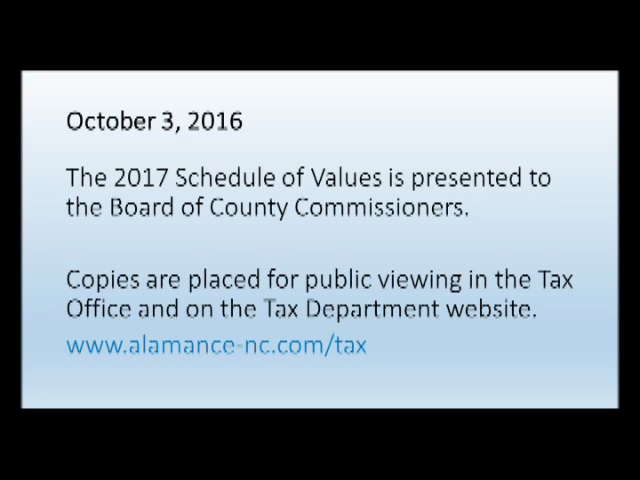 October 3, 2016
The 2017 Schedule of Values is presented to
the Board of County Commissioners.
Copies are placed for public viewing in the Tax
Office and on the Tax Department website.
www.alamance-nc.com/tax